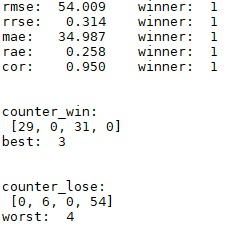 rmse:  54.009    winner:  1
rrse:   0.314    winner:  1
mae:   34.987    winner:  1
rae:    0.258    winner:  1
cor:    0.950    winner:  1
counter_win:
 [29, 0, 31, 0]
best:  3
counter_lose:
 [0, 6, 0, 54]
worst:  4